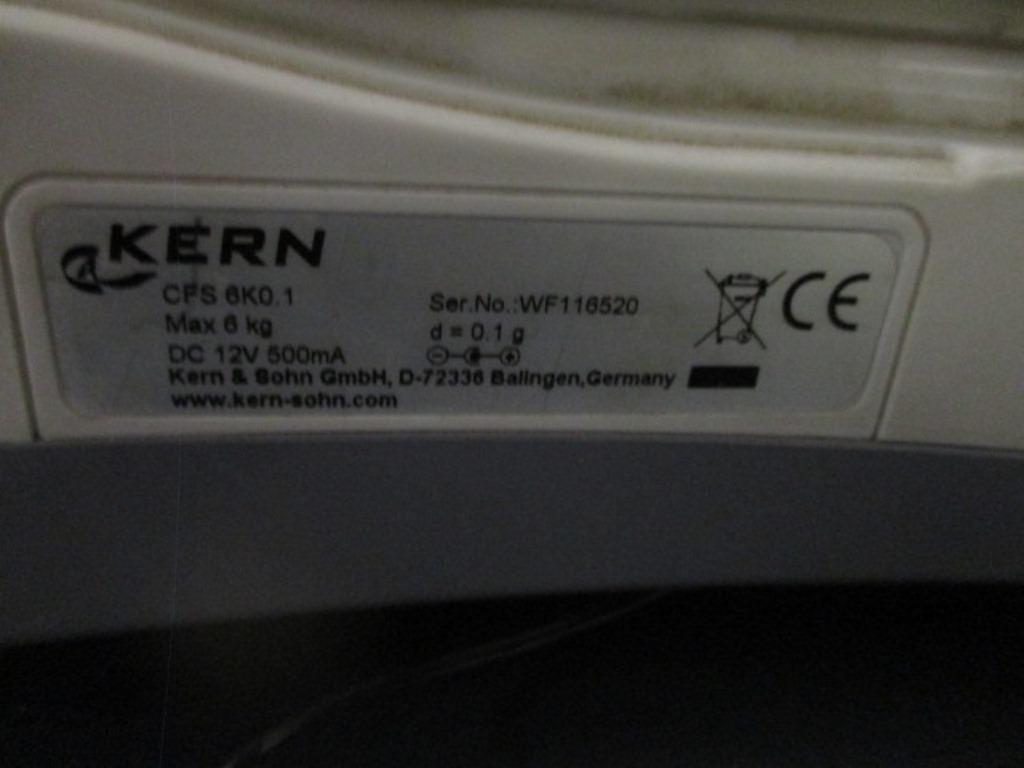 KERN
CFS 6K0.1
Max 6 kg
DC 12V 500mA
Ser.No.:WF116520
d = 0.1 g
Kern & Sohn GmbH, D-72336 Balingen,Germany
www.kern-sohn.com
CE